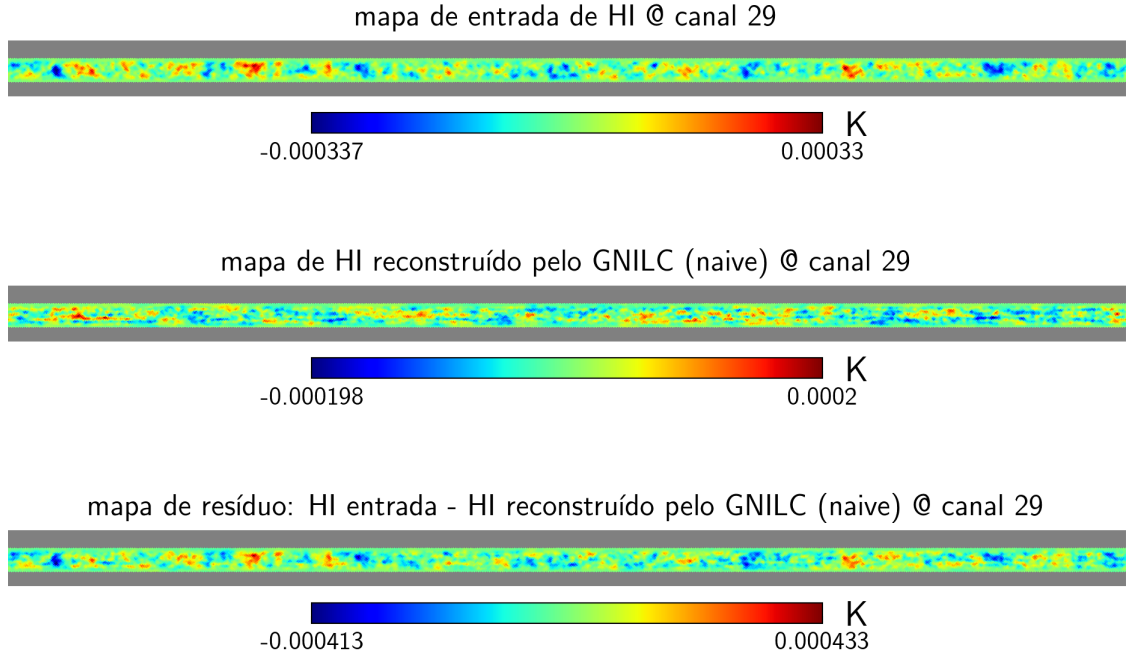 mapa de entrada de HI @ canal 29
K
-0.000337 0.00033
mapa de HI reconstruído pelo GNILC (naive) @ canal 29
K
-0.000198 0.0002
mapa de resíduo: HI entrada - HI reconstruído pelo GNILC (naive) @ canal 29
K
-0.000413 0.000433